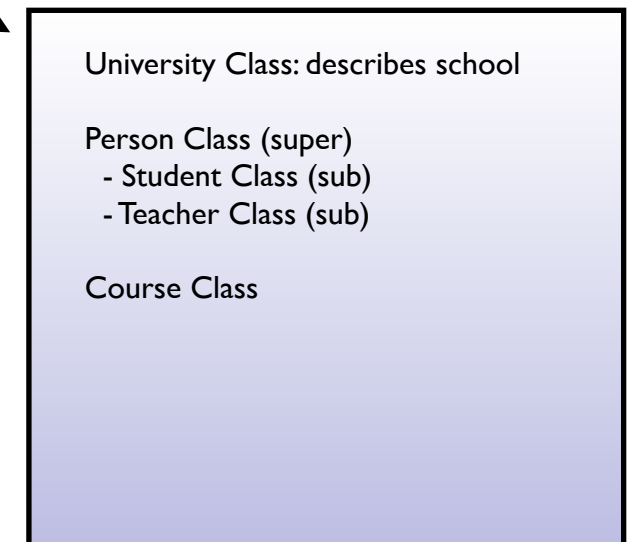 University Class: describes school
Person Class (super)
- Student Class (sub)
- Teacher Class (sub)
Course Class